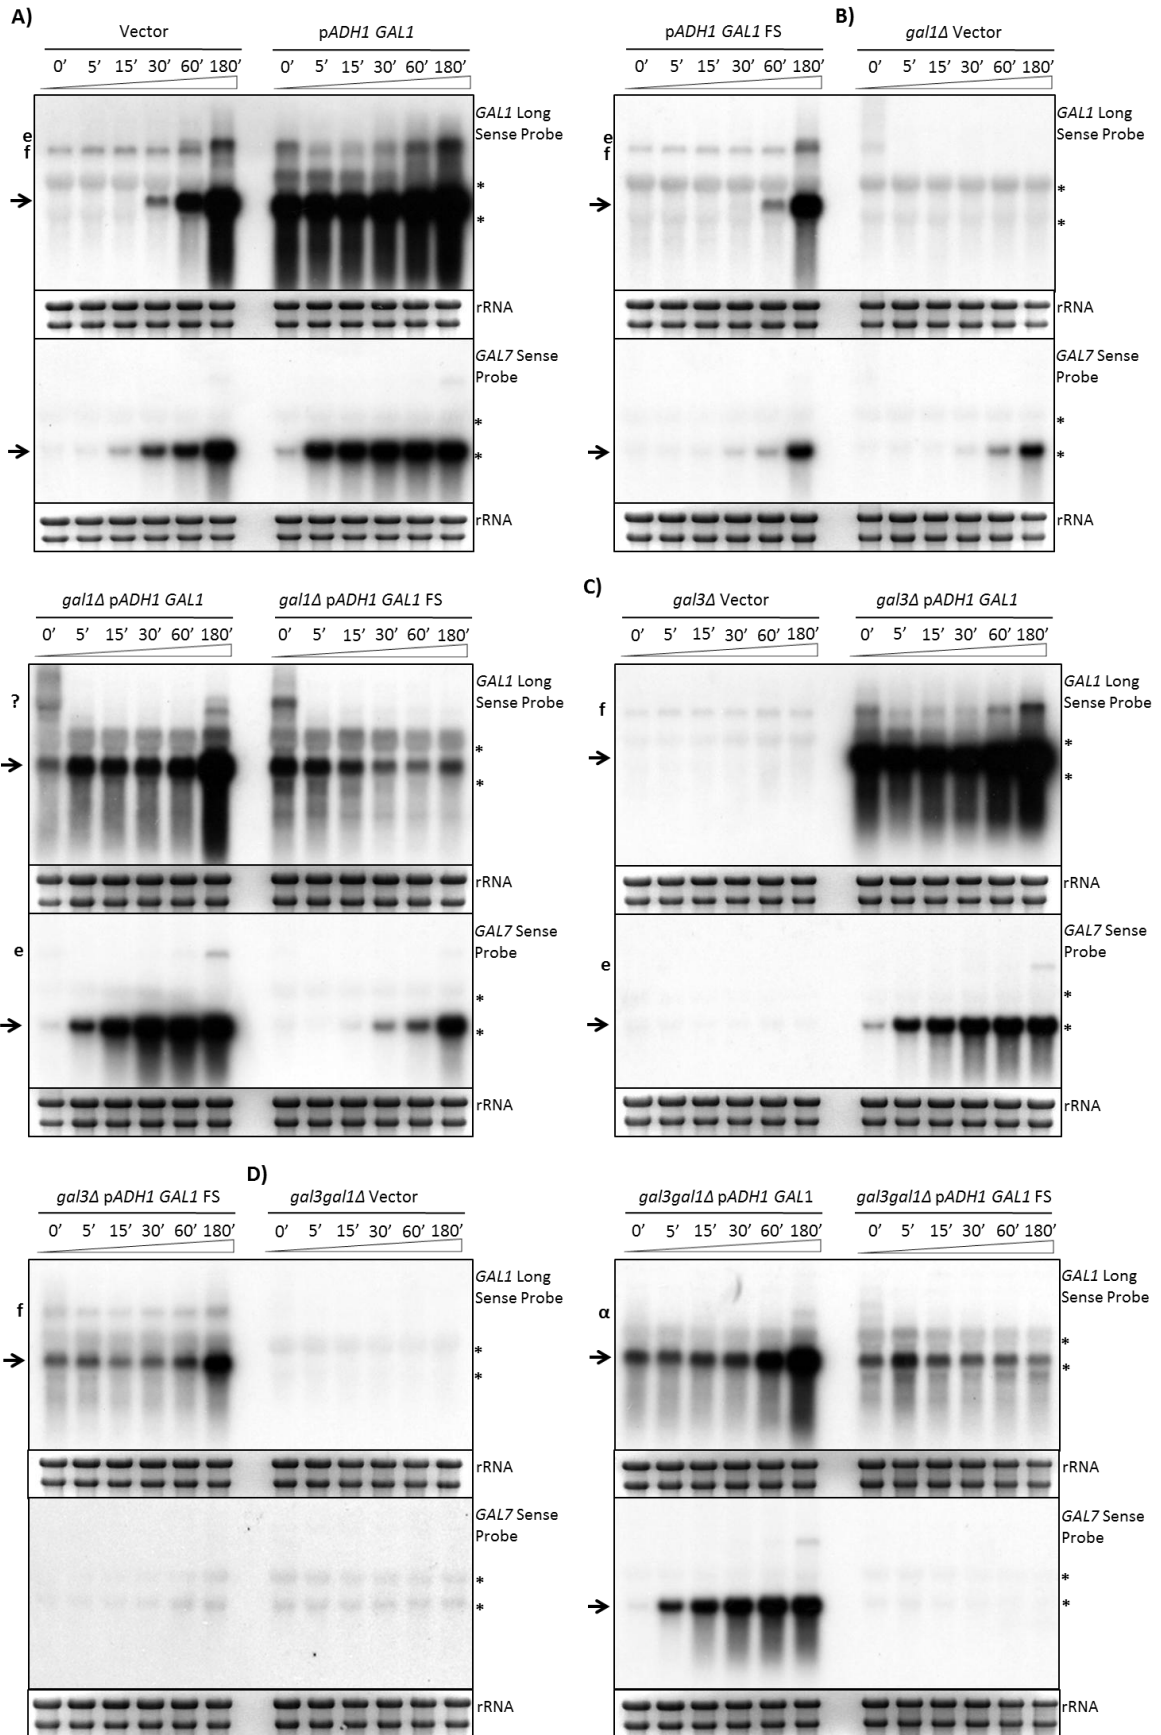 A)
Vector
pADH1 GAL1
0’ 5’ 15’ 30’ 60’ 180’
0’ 5’ 15’ 30’ 60’ 180’
e
f
GAL1 Long
Sense Probe
*
*
rRNA
GAL7 Sense
Probe
*
*
rRNA
pADH1 GAL1 FS
B)
gal1Δ Vector
0’ 5’ 15’ 30’ 60’ 180’
0’ 5’ 15’ 30’ 60’ 180’
e
f
GAL1 Long
Sense Probe
*
*
rRNA
GAL7 Sense
Probe
*
*
rRNA
gal1Δ pADH1 GAL1
gal1Δ pADH1 GAL1 FS
0’ 5’ 15’ 30’ 60’ 180’
0’ 5’ 15’ 30’ 60’ 180’
?
GAL1 Long
Sense Probe
*
*
rRNA
e
GAL7 Sense
Probe
*
*
rRNA
C)
gal3Δ Vector
gal3Δ pADH1 GAL1
0’ 5’ 15’ 30’ 60’ 180’
0’ 5’ 15’ 30’ 60’ 180’
f
GAL1 Long
Sense Probe
*
*
rRNA
e
GAL7 Sense
Probe
*
*
rRNA
gal3Δ pADH1 GAL1 FS
D)
gal3gal1Δ Vector
0’ 5’ 15’ 30’ 60’ 180’
0’ 5’ 15’ 30’ 60’ 180’
f
GAL1 Long
Sense Probe
*
*
rRNA
GAL7 Sense
Probe
*
*
rRNA
gal3gal1Δ pADH1 GAL1
gal3gal1Δ pADH1 GAL1 FS
0’ 5’ 15’ 30’ 60’ 180’
0’ 5’ 15’ 30’ 60’ 180’
α
GAL1 Long
Sense Probe
*
*
rRNA
GAL7 Sense
Probe
*
*
rRNA